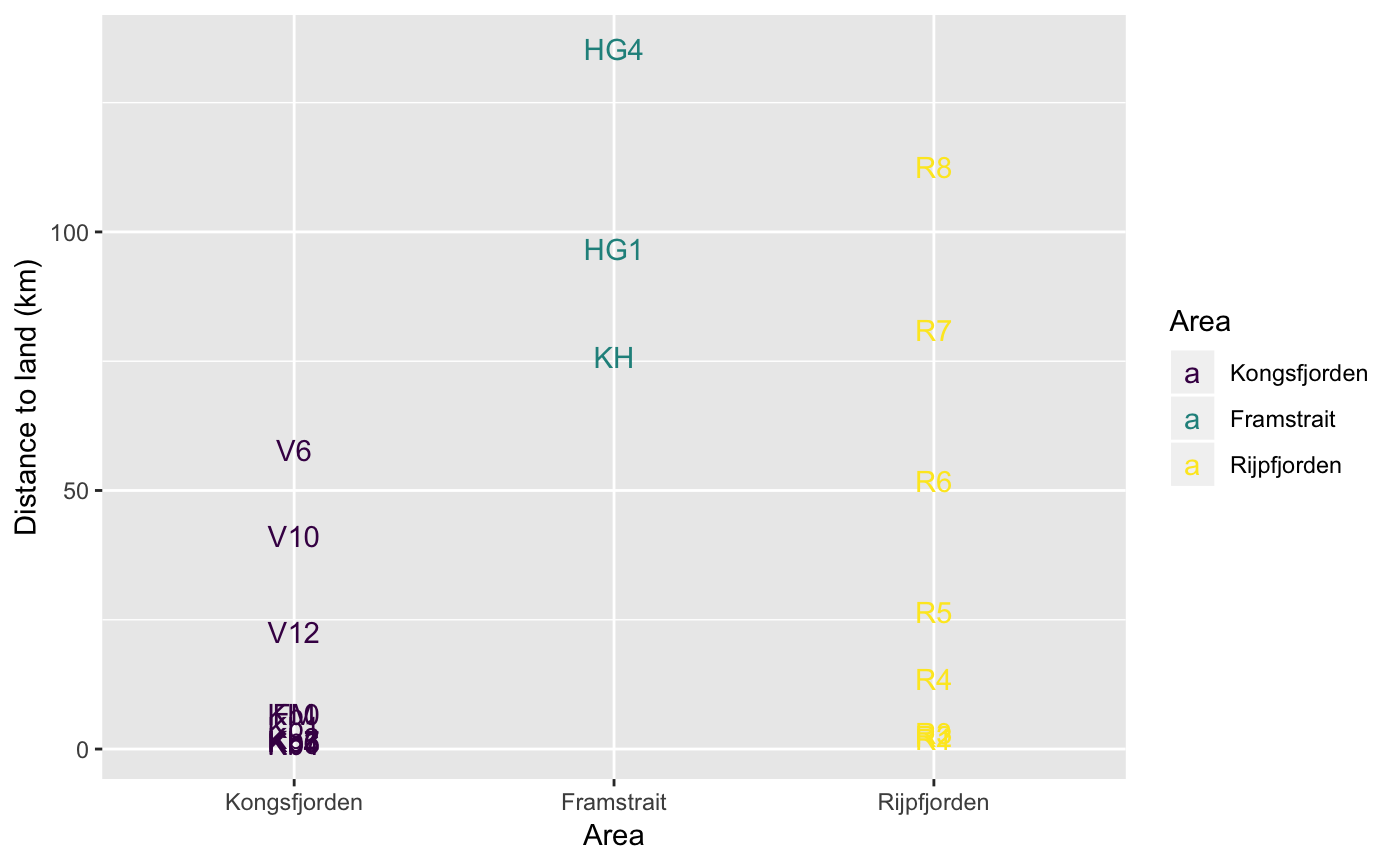 HG4
R8
100
HG1
R7
KH
V6
R6
50
V10
R5
V12
R4
0
Kongsfjorden
Framstrait
Rijpfjorden
Area
Distance to land (km)
Area
a Kongsfjorden
a Framstrait
a Rijpfjorden